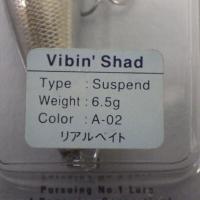 Vibin' Shad
Type : Suspend
Weight : 6.5g
Color : A-02
リアルベイト
Pursuing No.1 Lure